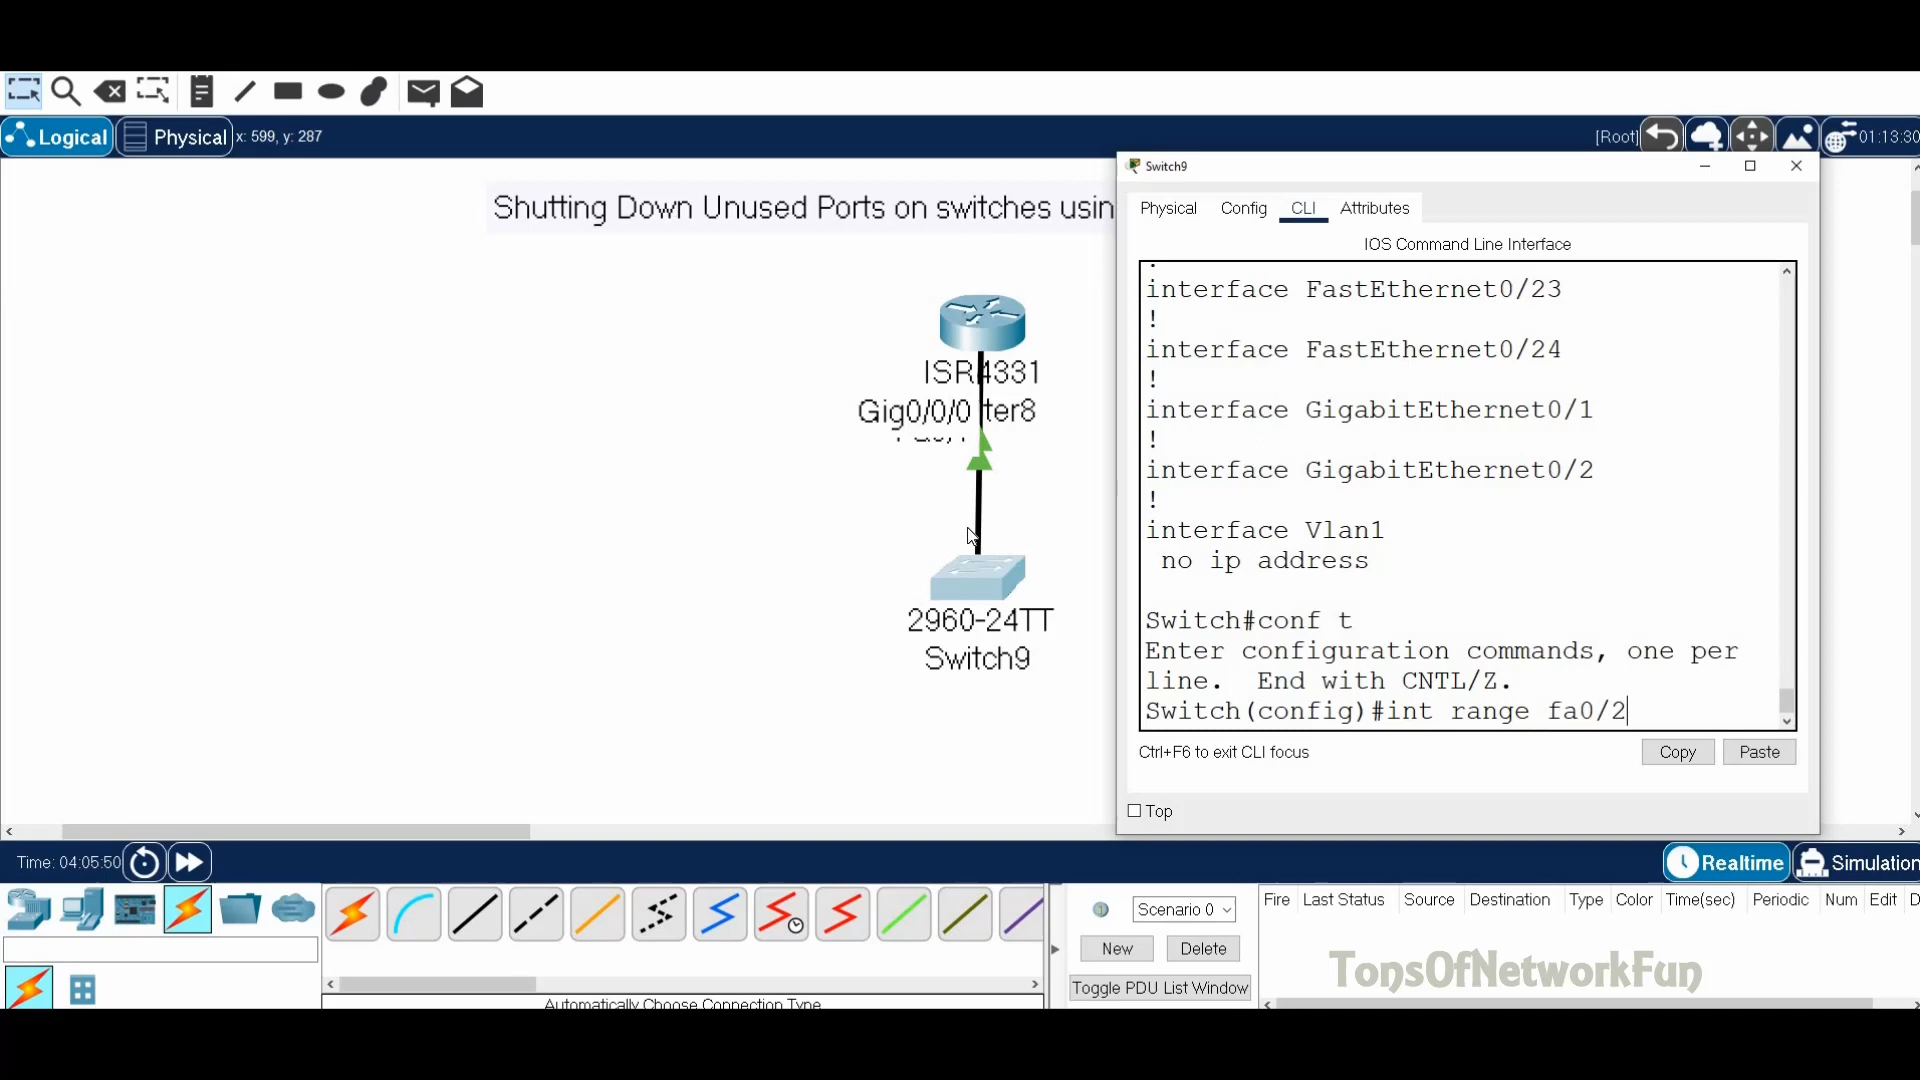 Logical
Physical
x: 599, y: 287
[Root]
01:13:30
Shutting Down Unused Ports on switches usin
ISR4331
Gig0/0/0 ter8
2960-24TT
Switch9
Switch9
Physical
Config
CLI
Attributes
IOS Command Line Interface
!
interface FastEthernet0/23
!
interface FastEthernet0/24
!
interface GigabitEthernet0/1
!
interface GigabitEthernet0/2
!
interface Vlan1
no ip address
Switch#conf t
Enter configuration commands, one per
line. End with CNTL/Z.
Switch(config)#int range fa0/2
Ctrl+F6 to exit CLI focus
Copy
Paste
Top
Time: 04:05:50
Realtime
Simulation
Scenario 0
New
Delete
Toggle PDU List Window
Fire Last Status Source Destination Type Color Time(sec) Periodic Num Edit D
Automatically Choose Connection Type
TonsOfNetworkFun